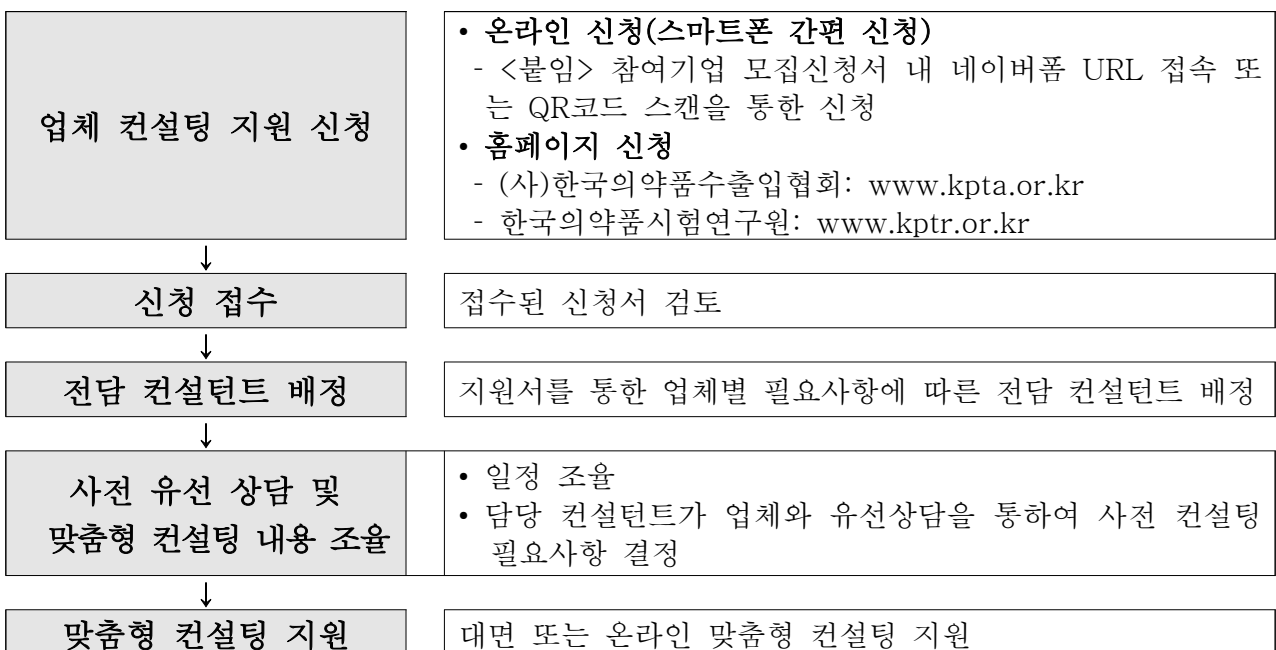 업체 컨설팅 지원 신청
• 온라인 신청(스마트폰 간편 신청)
- <붙임> 참여기업 모집신청서 내 네이버폼 URL 접속 또
는 QR코드 스캔을 통한 신청
• 홈페이지 신청
- (사)한국의약품수출입협회: www.kpta.or.kr
- 한국의약품시험연구원: www.kptr.or.kr
↓
신청 접수
접수된 신청서 검토
↓
전담 컨설턴트 배정
지원서를 통한 업체별 필요사항에 따른 전담 컨설턴트 배정
↓
사전 유선 상담 및
맞춤형 컨설팅 내용 조율
• 일정 조율
• 담당 컨설턴트가 업체와 유선상담을 통하여 사전 컨설팅
필요사항 결정
↓
맞춤형 컨설팅 지원
대면 또는 온라인 맞춤형 컨설팅 지원